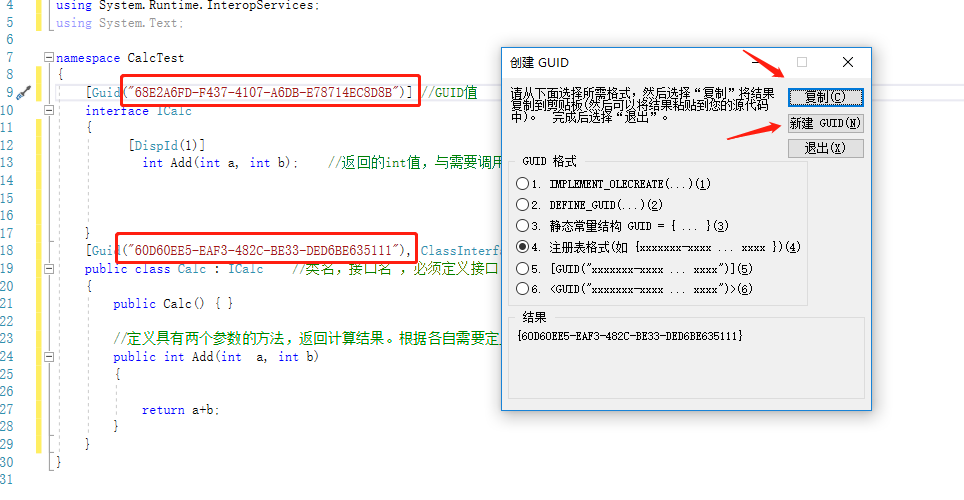 4 using System.Runtime.InteropServices;
5 using System.Text;
6
7 namespace CalcTest
8 {
9 [Guid("68E2A6FD-F437-4107-A6DB-E78714EC8D8B")] //GUID值
10 interface ICalc
11 {
12 [DispId(1)]
13 int Add(int a, int b); //返回的int值，与需要调用
14
15
16
17 }
18 [Guid("60D60EE5-EAF3-482C-BE33-DED6BE635111"), ClassInterfa
19 public class Calc : ICalc //类名，接口名 ，必须定义接口
20 {
21 public Calc() { }
22
23 //定义具有两个参数的方法，返回计算结果。根据各自需要定
24 public int Add(int a, int b)
25 {
26
27 return a+b;
28 }
29 }
30 }
31
创建 GUID
请从下面选择所需格式，然后选择“复制”将结果
复制到剪贴板(然后可以将结果粘贴到您的源代码
中)。 完成后选择“退出”。
复制(C)
新建 GUID(N)
退出(X)
GUID 格式
1. IMPLEMENT_OLECREATE(...)(1)
2. DEFINE_GUID(...)(2)
3. 静态常量结构 GUID = { ... }(3)
4. 注册表格式(如 {xxxxxxx-xxxx ... xxxx })(4)
5. [GUID("xxxxxx-xxxx ... xxxx")](5)
6. <GUID("xxxxxx-xxxx ... xxxx")>(6)
结果
{60D60EE5-EAF3-482C-BE33-DED6BE635111}